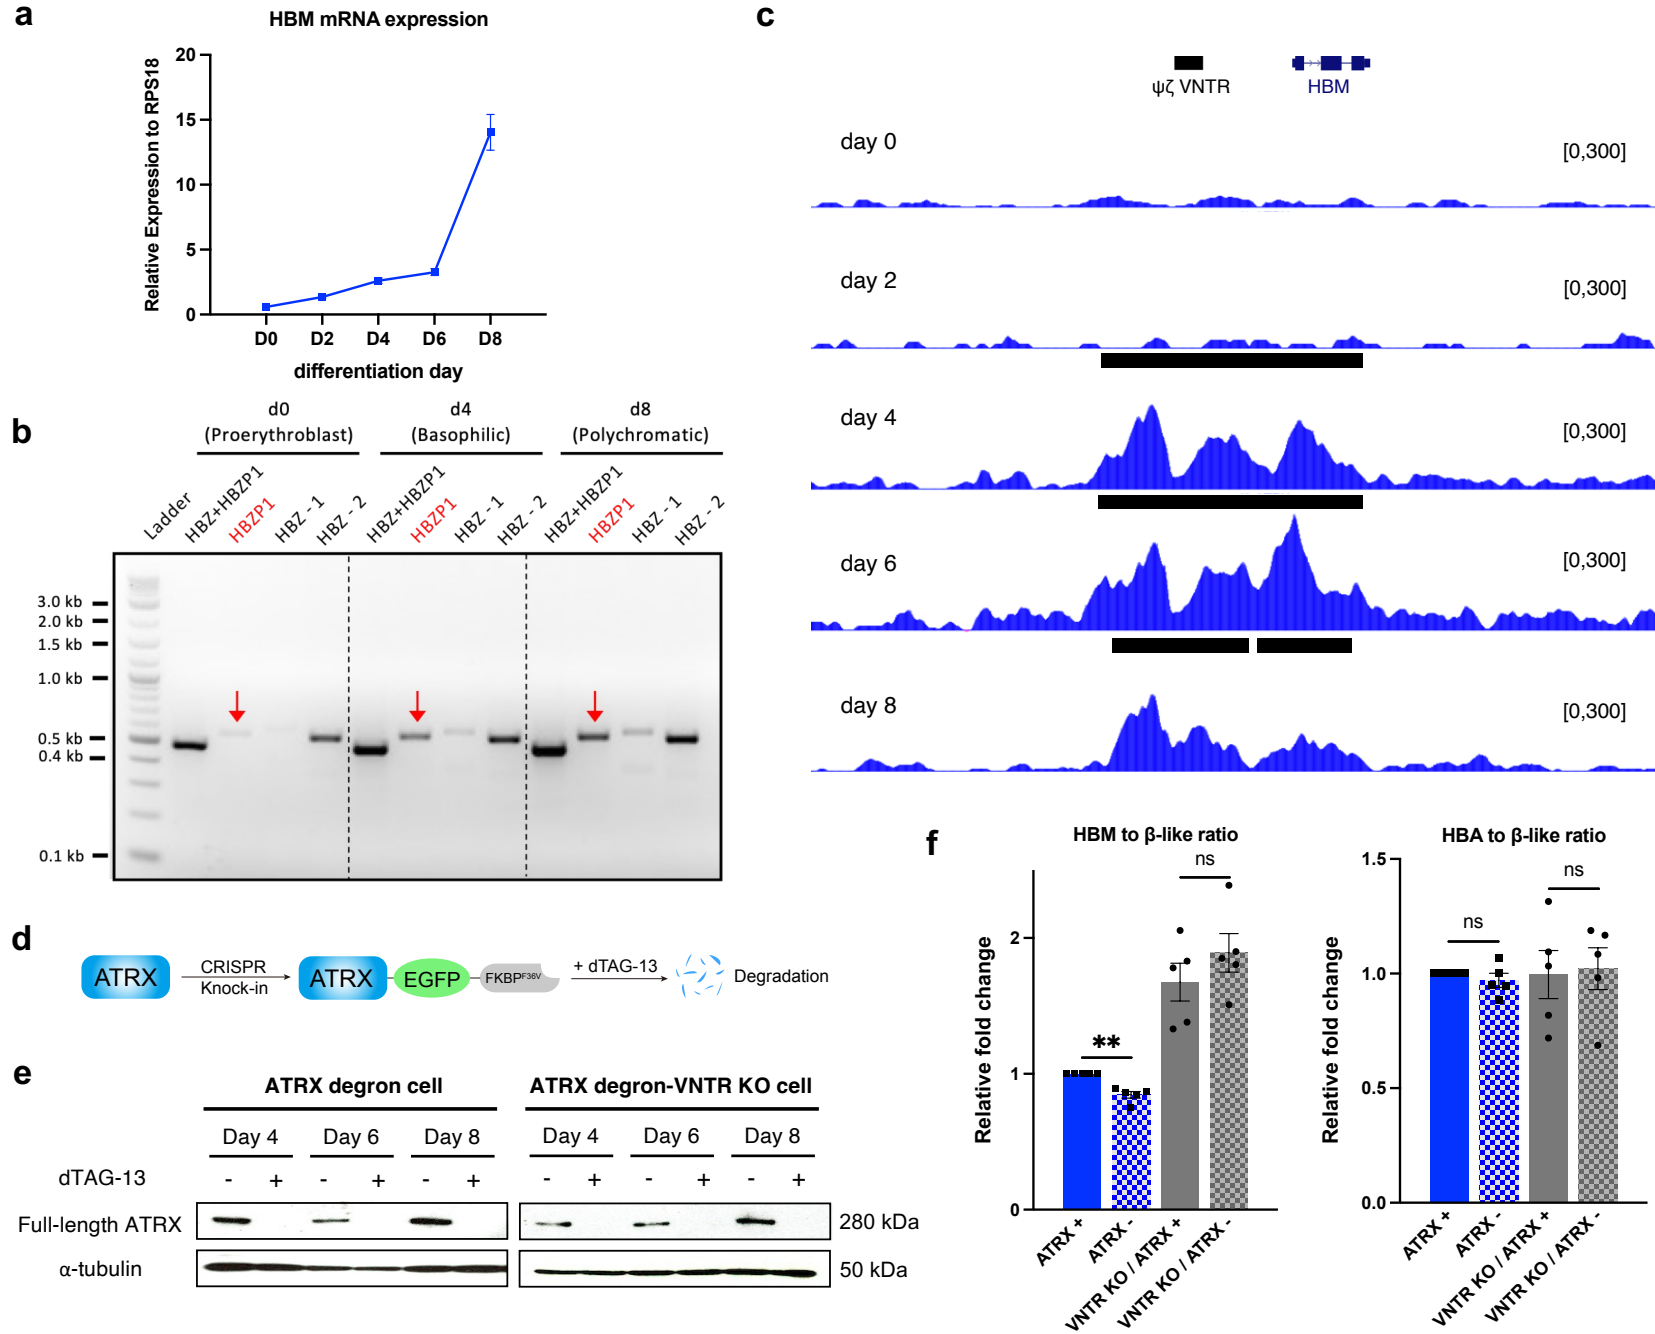 a
HBM mRNA expression
Relative Expression to RPS18
20
15
10
5
0
D0 D2 D4 D6 D8
differentiation day
b
d0 d4 d8
(Proerythroblast) (Basophilic) (Polychromatic)
Ladder HBZ+HBZP1 HBZP1 HBZ - 1 HBZ - 2 HBZ+HBZP1 HBZP1 HBZ - 1 HBZ - 2 HBZ+HBZP1 HBZP1 HBZ - 1 HBZ - 2
3.0 kb
2.0 kb
1.5 kb
1.0 kb
0.5 kb
0.4 kb
0.1 kb
c
ψζ VNTR HBM
day 0 [0,300]
day 2 [0,300]
day 4 [0,300]
day 6 [0,300]
day 8 [0,300]
d
ATRX CRISPR Knock-in ATRX EGFP FKBP^F36V + dTAG-13 Degradation
e
ATRX degron cell ATRX degron-VNTR KO cell
Day 4 Day 6 Day 8 Day 4 Day 6 Day 8
dTAG-13 - + - + - + - + - + - +
Full-length ATRX 280 kDa
α-tubulin 50 kDa
f
HBM to β-like ratio
Relative fold change
2
1
0
**
ns
ATRX + ATRX - VNTR KO / ATRX + VNTR KO / ATRX -
HBA to β-like ratio
Relative fold change
1.5
1.0
0.5
0.0
ns
ns
ATRX + ATRX - VNTR KO / ATRX + VNTR KO / ATRX -